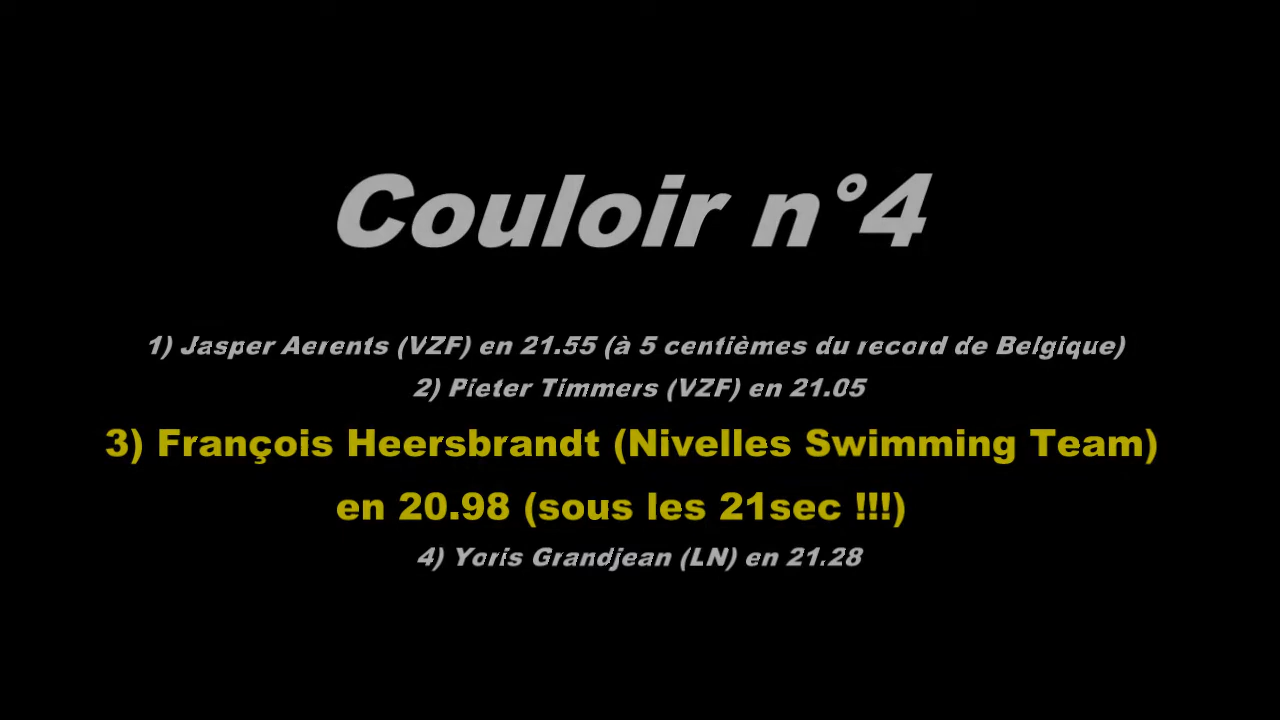 Couloir n°4
1) Jasper Aerents (VZF) en 21.55 (à 5 centièmes du record de Belgique)
2) Pieter Timmers (VZF) en 21.05
3) François Heersbrandt (Nivelles Swimming Team)
en 20.98 (sous les 21sec !!!)
4) Yoris Grandjean (LN) en 21.28